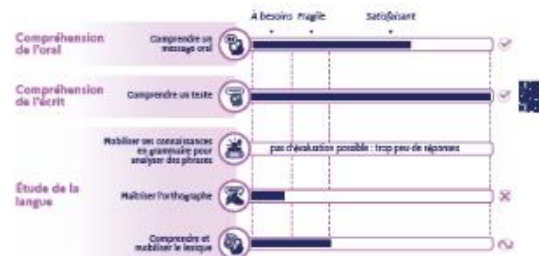 À besoins Fragile Satisfaisant
Compréhension
de l'oral
Comprendre un
message oral
Compréhension
de l'écrit
Comprendre un texte
Mobiliser ses connaissances
en grammaire pour
analyser des phrases
pas d'évaluation possible : trop peu de réponses
Étude de la
langue
Maîtriser l'orthographe
Comprendre et
mobiliser le lexique